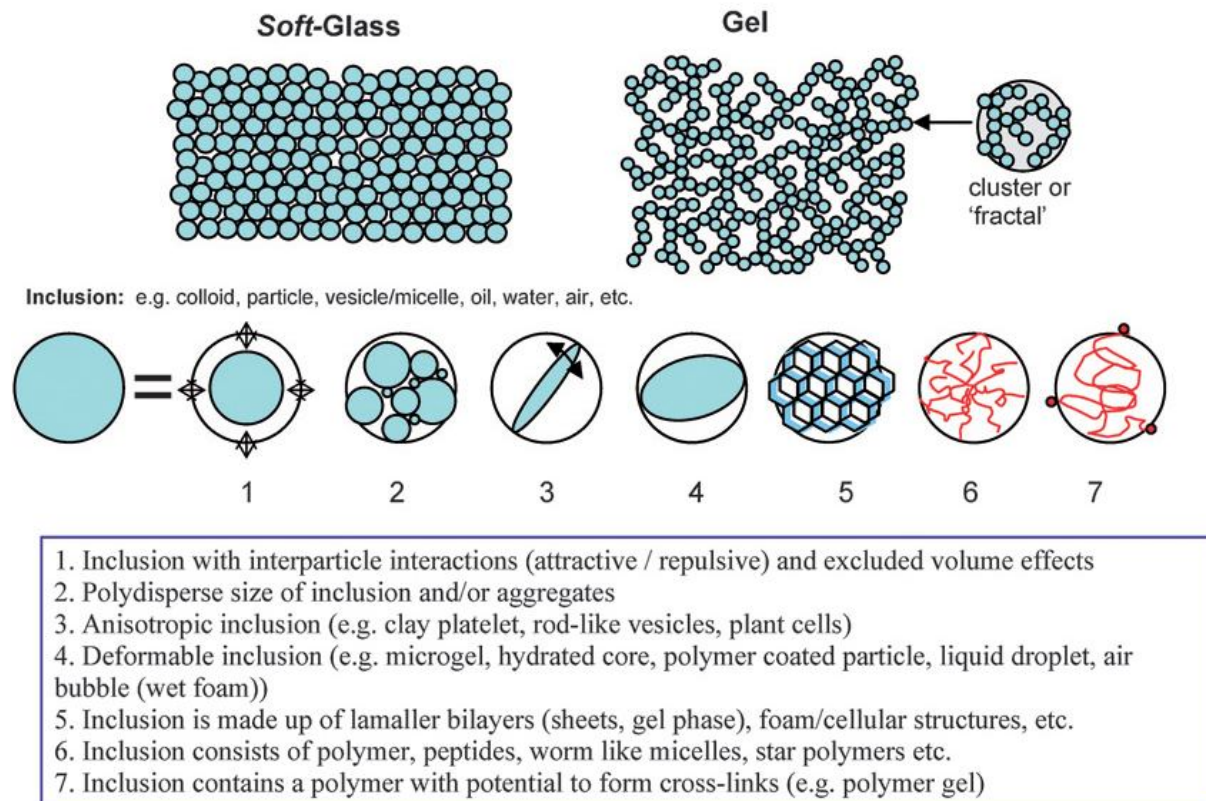 Soft-Glass
Gel
cluster or
'fractal'
Inclusion: e.g. colloid, particle, vesicle/micelle, oil, water, air, etc.
=
1 2 3 4 5 6 7
1. Inclusion with interparticle interactions (attractive / repulsive) and excluded volume effects
2. Polydisperse size of inclusion and/or aggregates
3. Anisotropic inclusion (e.g. clay platelet, rod-like vesicles, plant cells)
4. Deformable inclusion (e.g. microgel, hydrated core, polymer coated particle, liquid droplet, air
bubble (wet foam))
5. Inclusion is made up of lamaller bilayers (sheets, gel phase), foam/cellular structures, etc.
6. Inclusion consists of polymer, peptides, worm like micelles, star polymers etc.
7. Inclusion contains a polymer with potential to form cross-links (e.g. polymer gel)